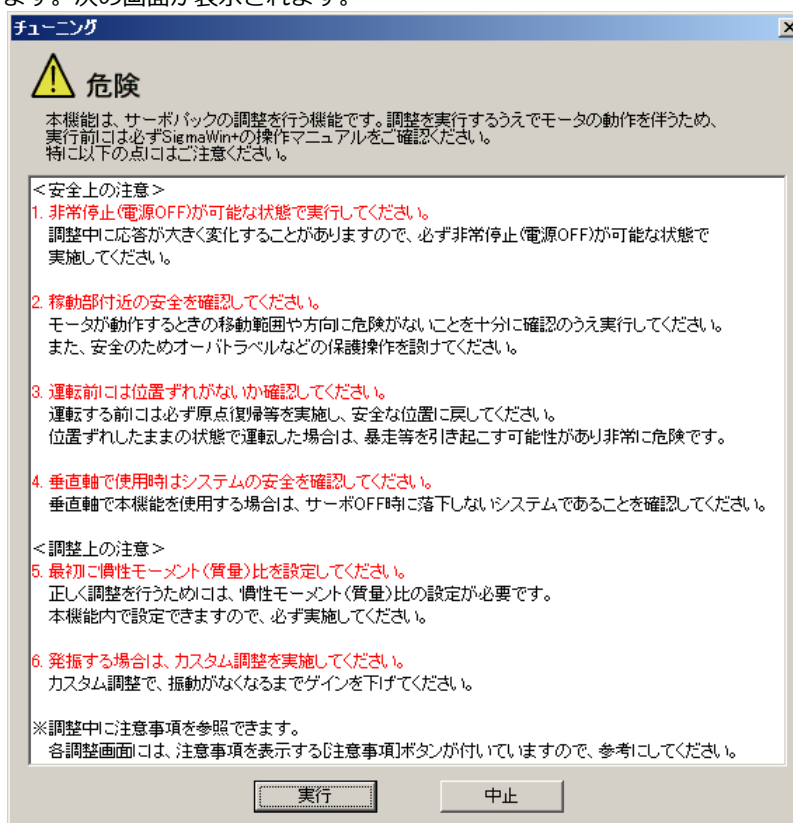 ます。次の画面が表示されます。
チューニング
危険
本機能は、サーボパックの調整を行う機能です。調整を実行するうえでモータの動作を伴うため、
実行前には必ずSigmaWin+の操作マニュアルをご確認ください。
特に以下の点にはご注意ください。
＜安全上の注意＞
1. 非常停止(電源OFF)が可能な状態で実行してください。
調整中に応答が大きく変化することがありますので、必ず非常停止(電源OFF)が可能な状態で
実施してください。
2. 稼動部付近の安全を確認してください。
モータが動作するときの移動範囲や方向に危険がないことを十分に確認のうえ実行してください。
また、安全のためオーバトラベルなどの保護操作を設けてください。
3. 運転前には位置ずれがないか確認してください。
運転する前には必ず原点復帰等を実施し、安全な位置に戻してください。
位置ずれしたままの状態で運転した場合は、暴走等を引き起こす可能性があり非常に危険です。
4. 垂直軸で使用時はシステムの安全を確認してください。
垂直軸で本機能を使用する場合は、サーボOFF時に落下しないシステムであることを確認してください。
＜調整上の注意＞
5. 最初に慣性モーメント（質量）比を設定してください。
正しく調整を行うためには、慣性モーメント（質量）比の設定が必要です。
本機能内で設定できますので、必ず実施してください。
6. 発振する場合は、カスタム調整を実施してください。
カスタム調整で、振動がなくなるまでゲインを下げてください。
※調整中に注意事項を参照できます。
各調整画面には、注意事項を表示する[注意事項]ボタンが付いていますので、参考にしてください。
実行
中止